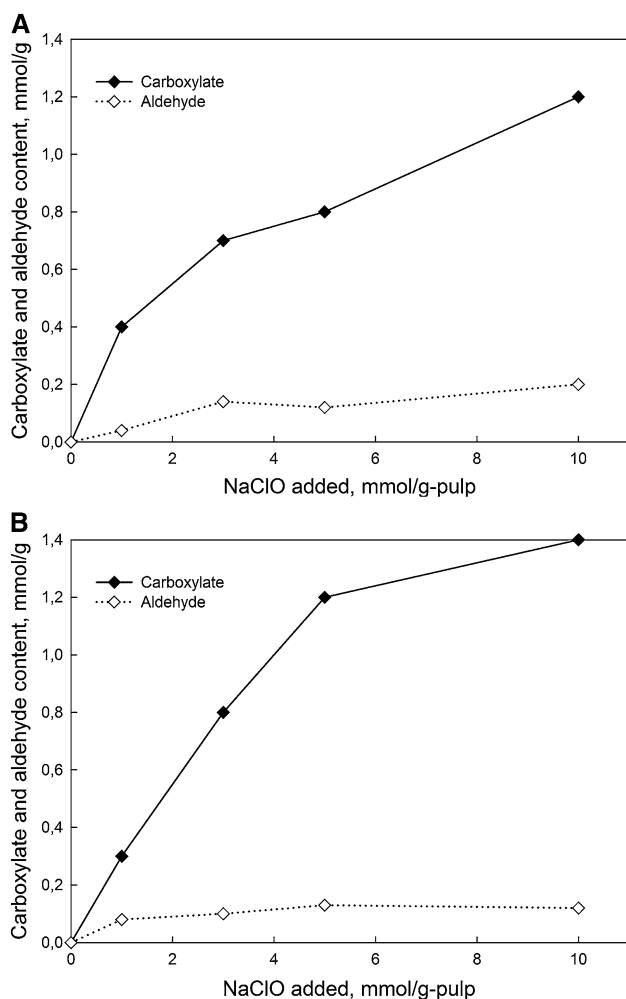 A
Carboxylate and aldehyde content, mmol/g
1,4
1,2
1,0
0,8
0,6
0,4
0,2
0,0
Carboxylate
Aldehyde
0 2 4 6 8 10
NaClO added, mmol/g-pulp
B
Carboxylate and aldehyde content, mmol/g
1,4
1,2
1,0
0,8
0,6
0,4
0,2
0,0
Carboxylate
Aldehyde
0 2 4 6 8 10
NaClO added, mmol/g-pulp